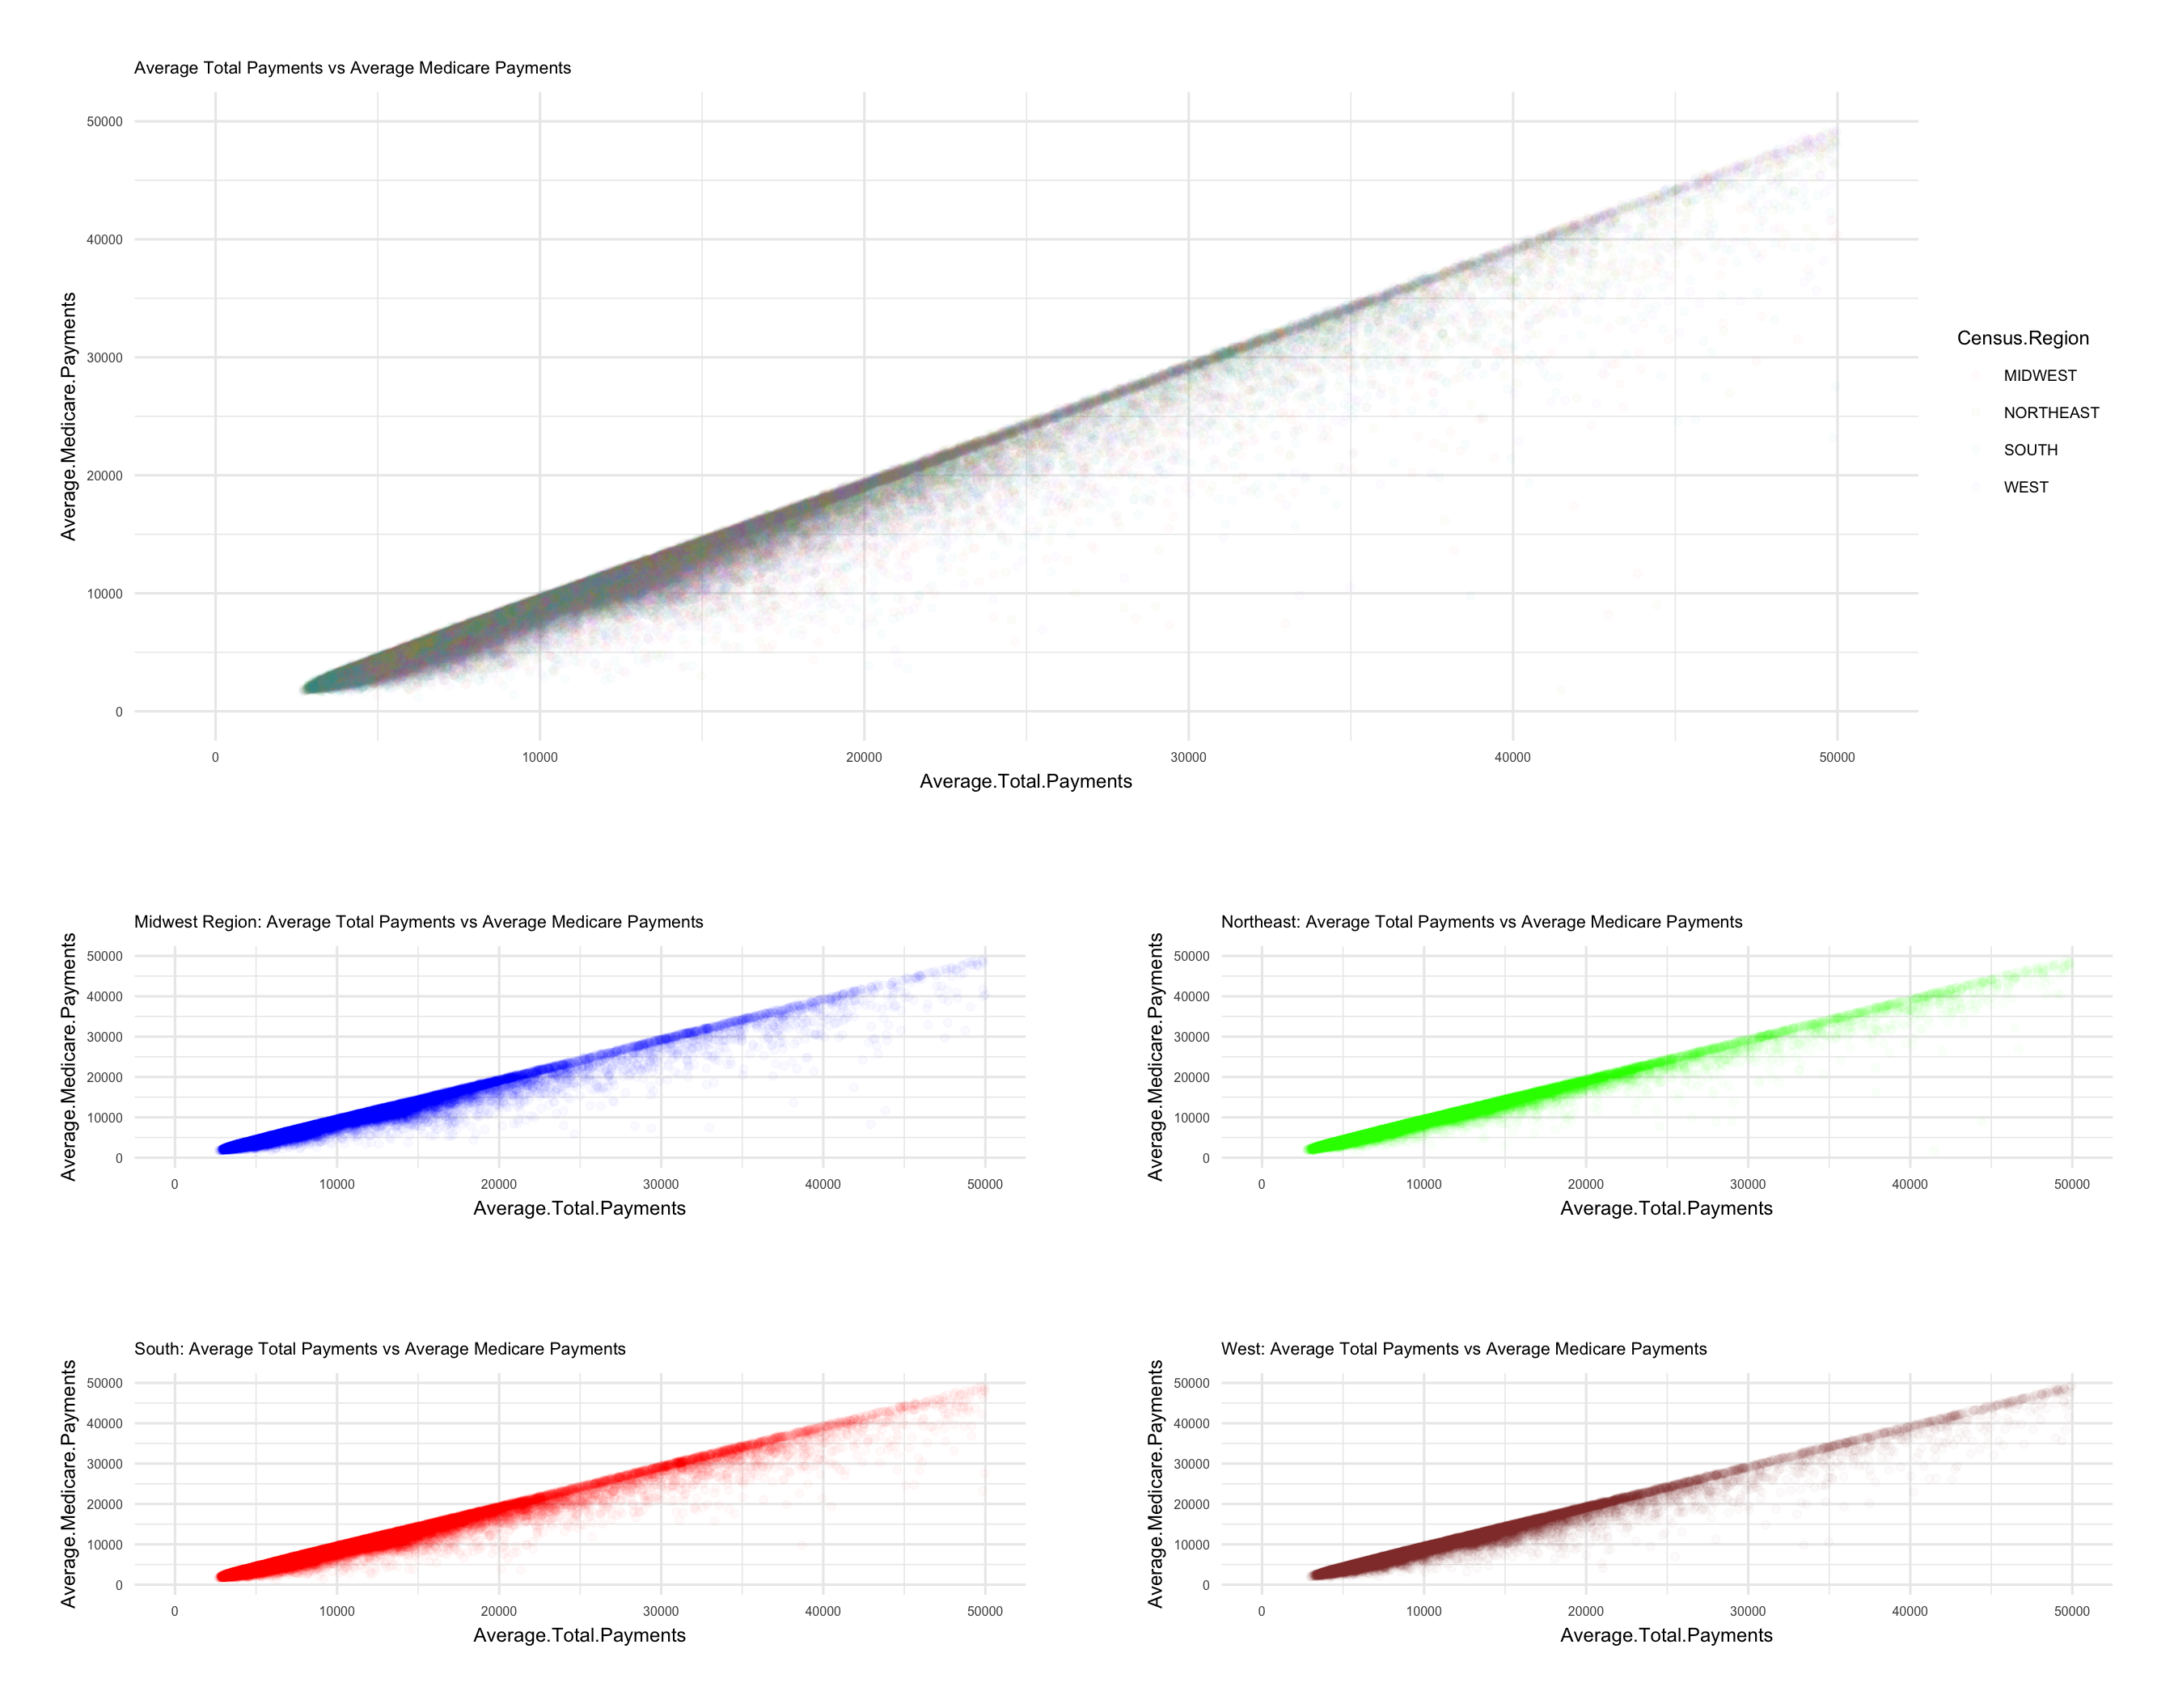 Average Total Payments vs Average Medicare Payments
50000
40000
30000
20000
10000
0
Average.Medicare.Payments
0 10000 20000 30000 40000 50000
Average.Total.Payments
Census.Region
MIDWEST
NORTHEAST
SOUTH
WEST
Midwest Region: Average Total Payments vs Average Medicare Payments
50000
40000
30000
20000
10000
0
Average.Medicare.Payments
0 10000 20000 30000 40000 50000
Average.Total.Payments
Northeast: Average Total Payments vs Average Medicare Payments
50000
40000
30000
20000
10000
0
Average.Medicare.Payments
0 10000 20000 30000 40000 50000
Average.Total.Payments
South: Average Total Payments vs Average Medicare Payments
50000
40000
30000
20000
10000
0
Average.Medicare.Payments
0 10000 20000 30000 40000 50000
Average.Total.Payments
West: Average Total Payments vs Average Medicare Payments
50000
40000
30000
20000
10000
0
Average.Medicare.Payments
0 10000 20000 30000 40000 50000
Average.Total.Payments